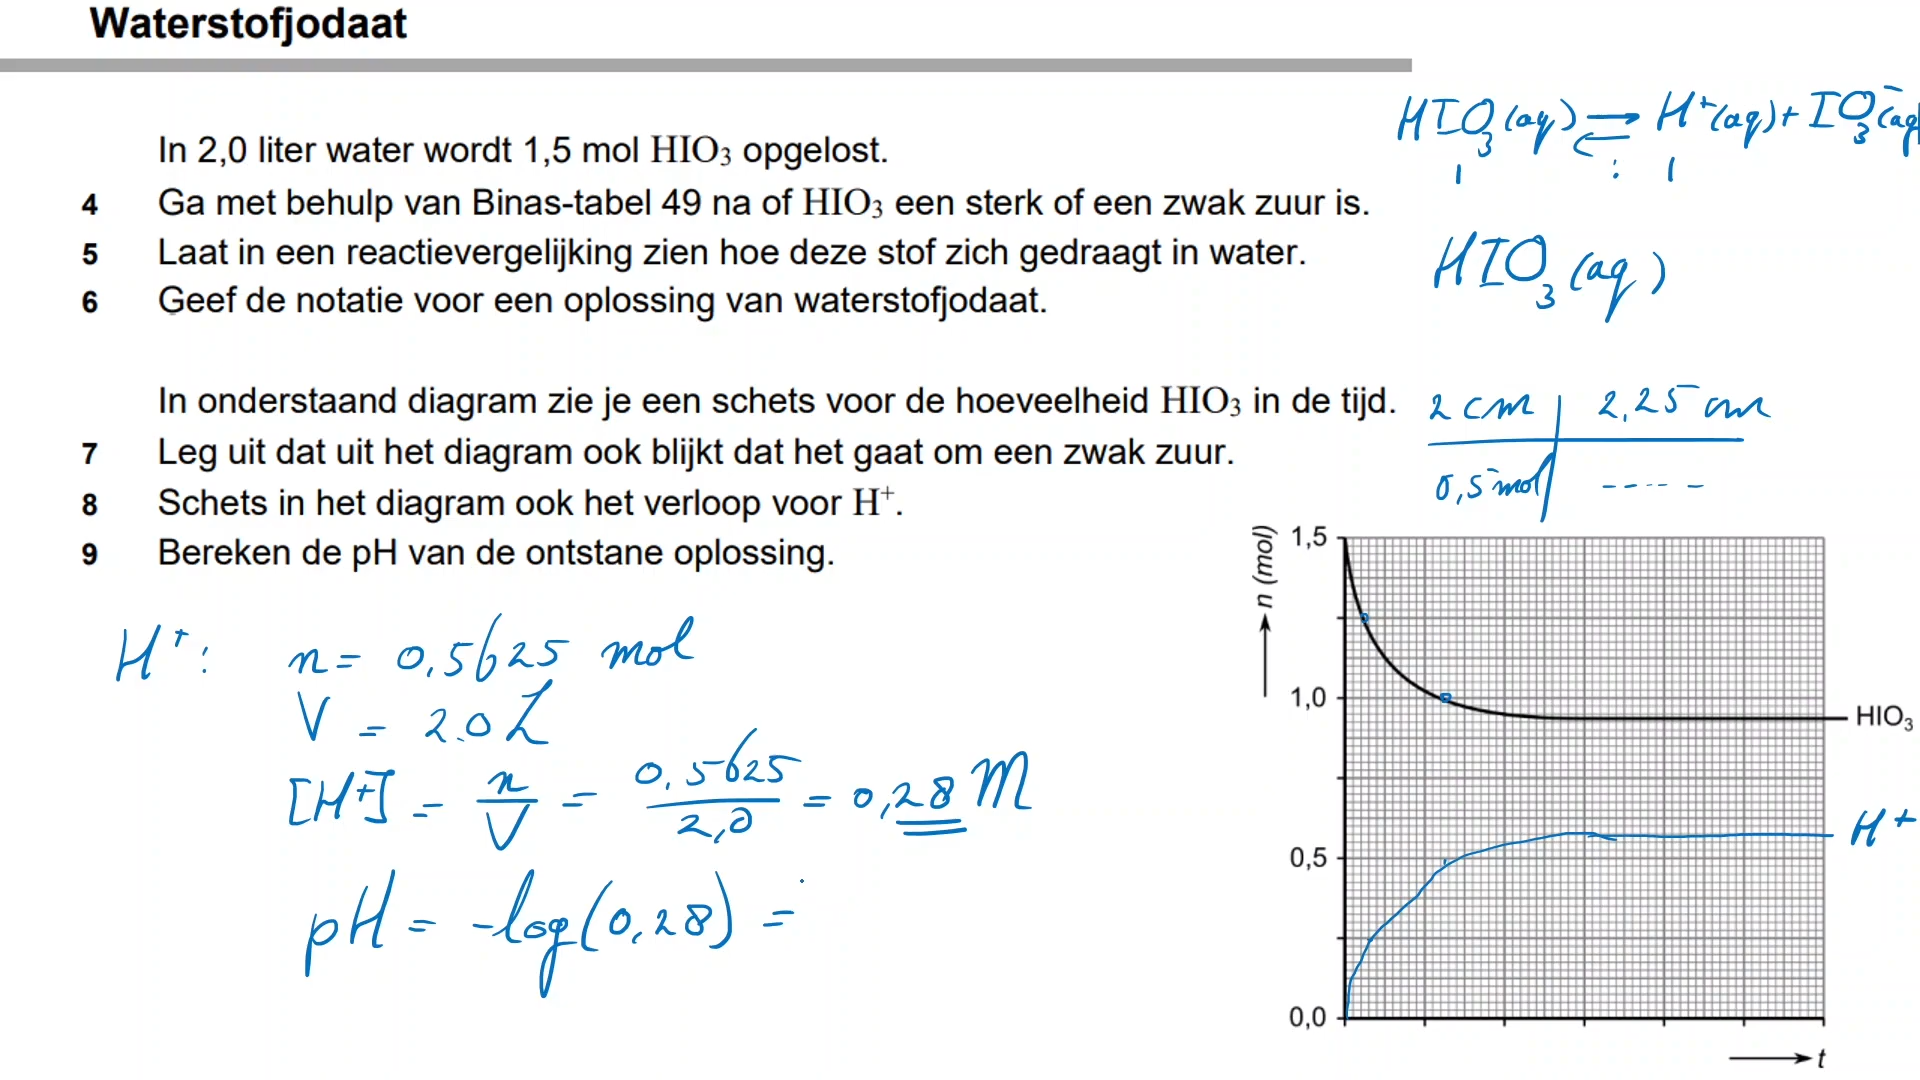 Waterstofjodaat
In 2,0 liter water wordt 1,5 mol HIO₃ opgelost.
4 Ga met behulp van Binas-tabel 49 na of HIO₃ een sterk of een zwak zuur is.
5 Laat in een reactievergelijking zien hoe deze stof zich gedraagt in water.
6 Geef de notatie voor een oplossing van waterstofjodaat.
In onderstaand diagram zie je een schets voor de hoeveelheid HIO₃ in de tijd.
7 Leg uit dat uit het diagram ook blijkt dat het gaat om een zwak zuur.
8 Schets in het diagram ook het verloop voor H⁺.
9 Bereken de pH van de ontstane oplossing.
HIO₃(aq) ⇌ H⁺(aq) + IO₃⁻(aq
1 : 1
HIO₃(aq)
2 cm | 2,25 cm
0,5 mol | -----
H⁺: n = 0,5625 mol
V = 2.0 L
[H⁺] = n/V = 0,5625/2,0 = 0,28 M
pH = -log(0,28) =
n (mol)
1,5
1,0
HIO₃
H⁺
0,5
0,0
t